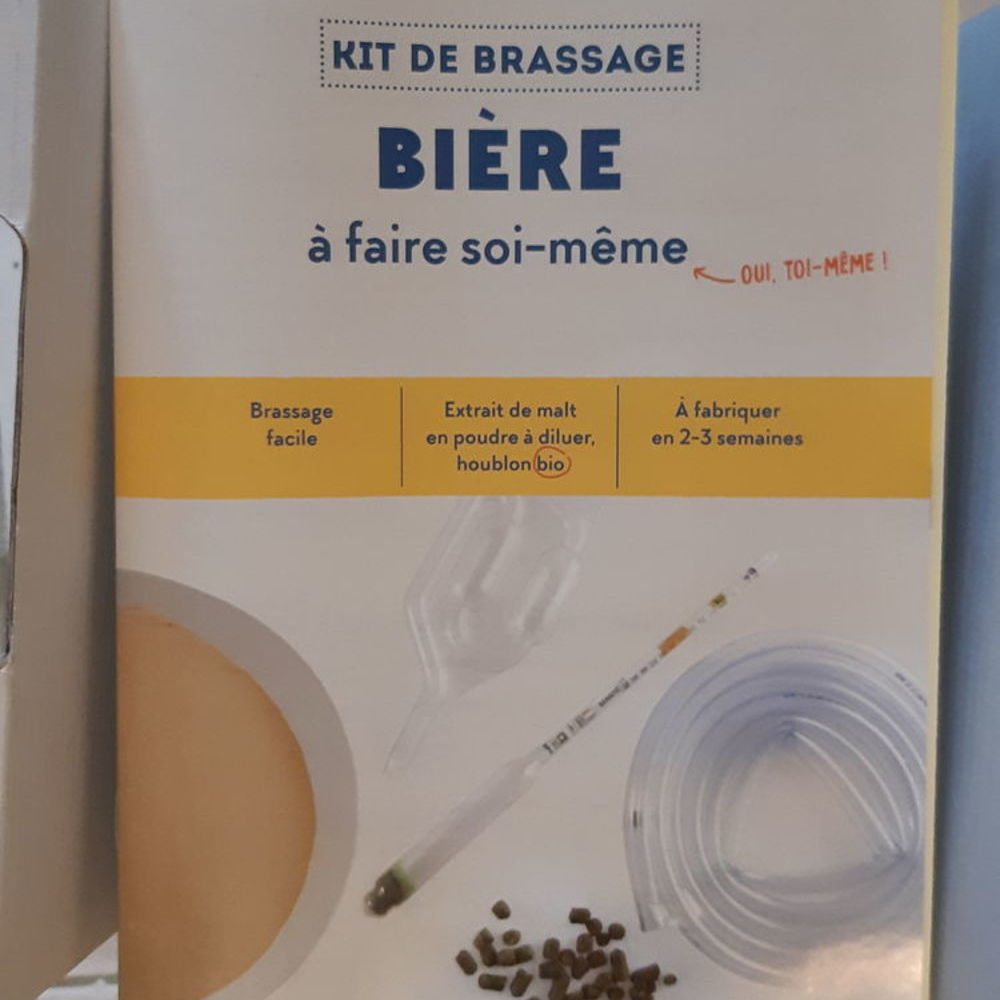 KIT DE BRASSAGE
BIÈRE
à faire soi-même
OUI, TOI-MÊME !
Brassage
facile
Extrait de malt
en poudre à diluer,
houblon bio
À fabriquer
en 2-3 semaines